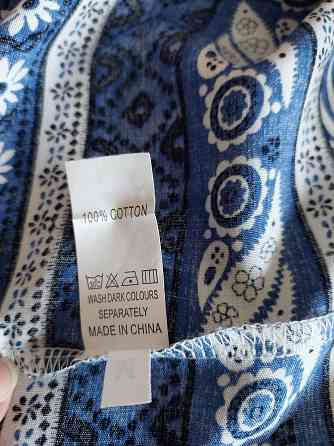 100% COTTON
WASH DARK COLOURS
SEPARATELY
MADE IN CHINA